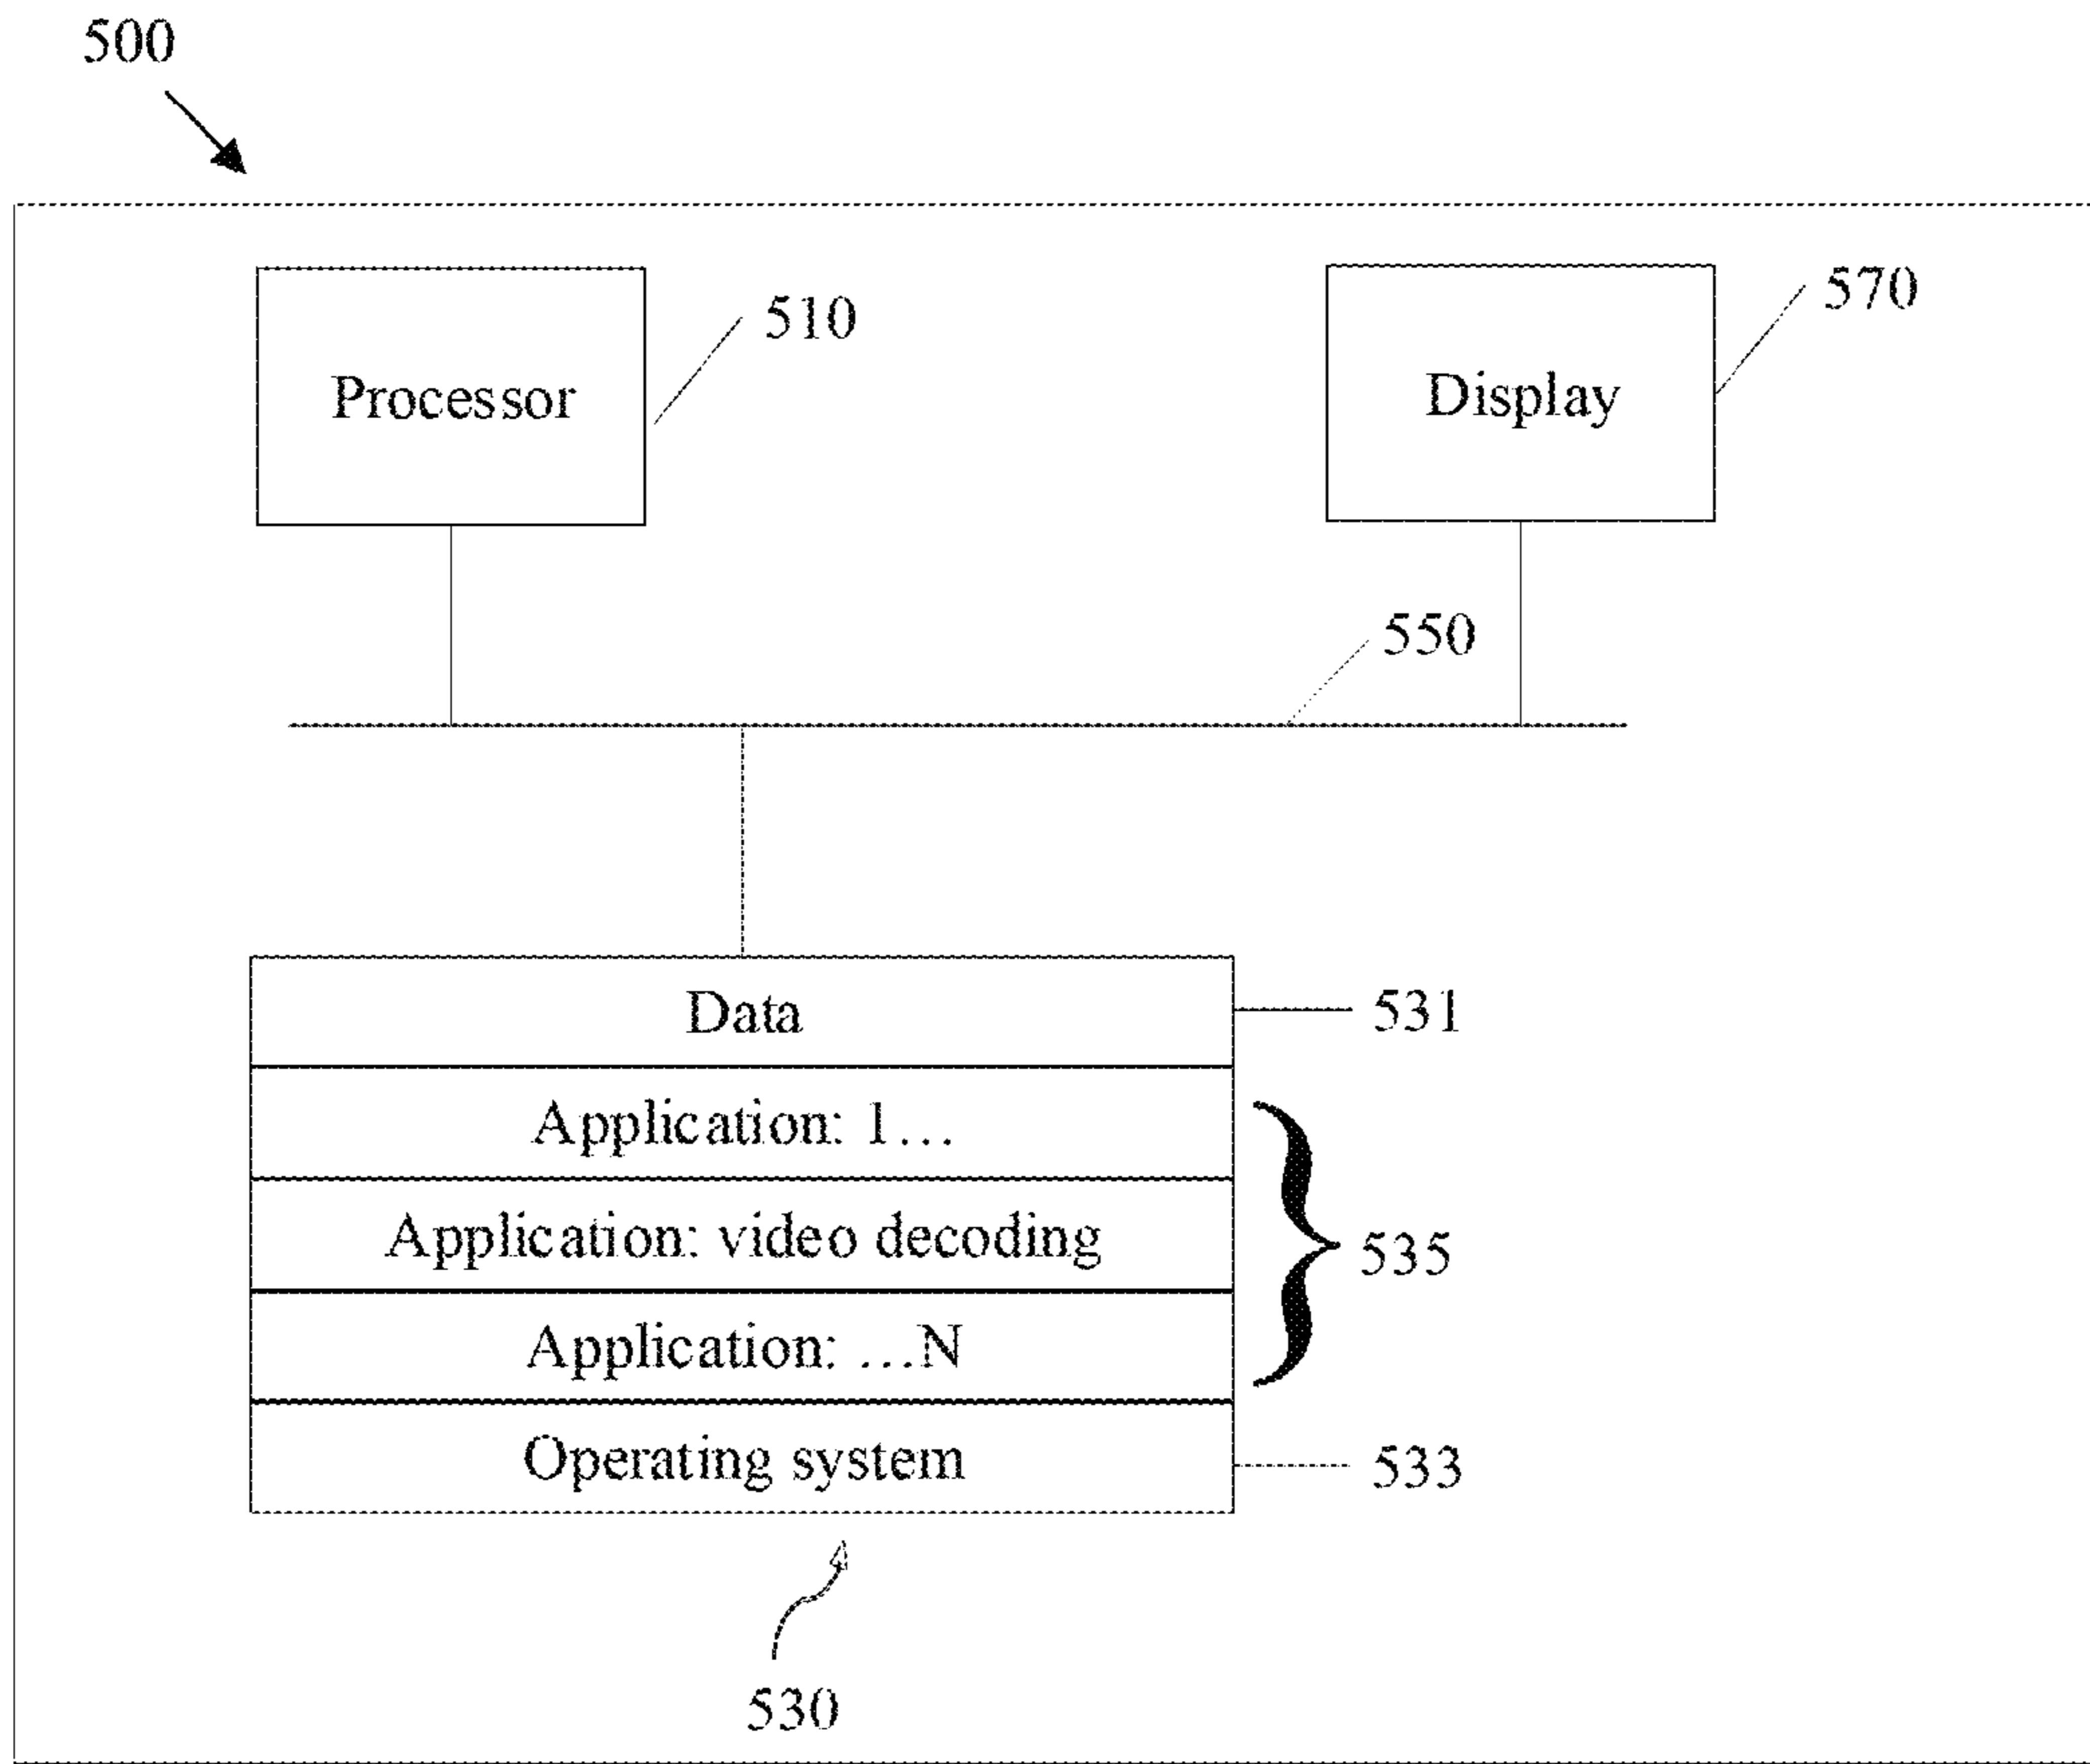 500
Processor
510
Display
570
550
Data
531
Application: 1...
Application: video decoding
535
Application: ...N
Operating system
533
530